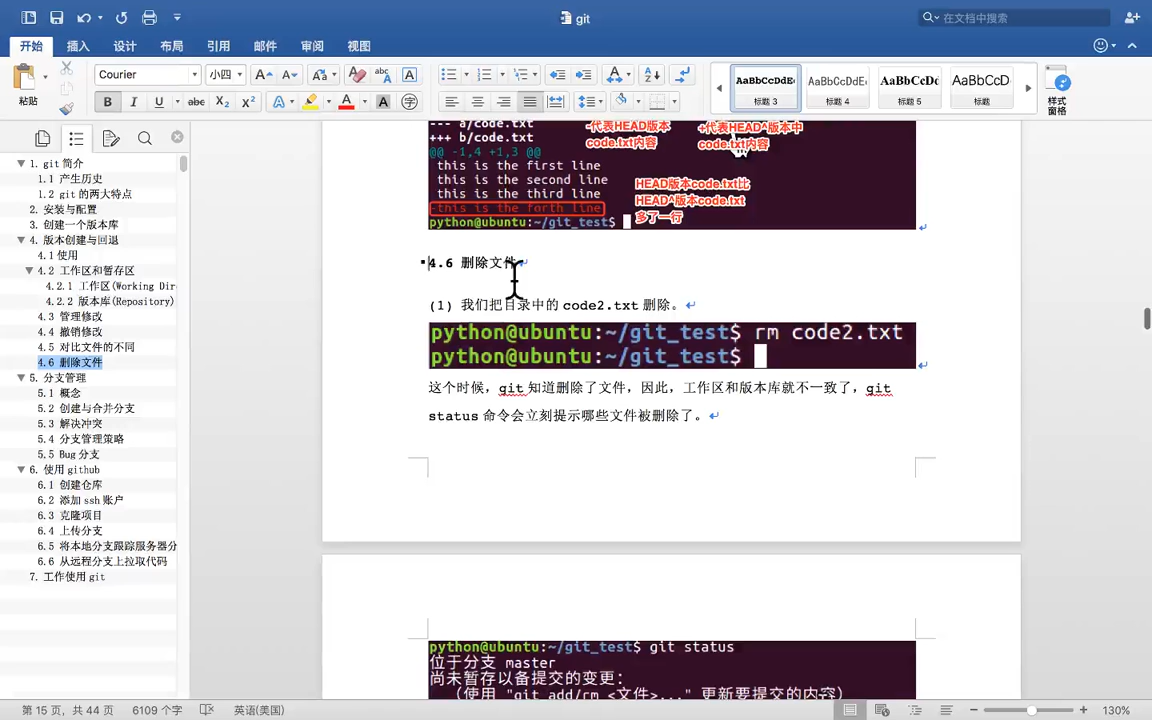 git
在文档中搜索
开始 插入 设计 布局 引用 邮件 审阅 视图
粘贴
Courier
小四
AaBbCcDdEe
标题 3
AaBbCcDdEe
标题 4
AaBbCcDc
标题 5
AaBbCcD
标题
样式
窗格
1. git 简介
1.1 产生历史
1.2 git 的两大特点
2. 安装与配置
3. 创建一个版本库
4. 版本创建与回退
4.1 使用
4.2 工作区和暂存区
4.2.1 工作区(Working Dir
4.2.2 版本库(Repository)
4.3 管理修改
4.4 撤销修改
4.5 对比文件的不同
4.6 删除文件
5. 分支管理
5.1 概念
5.2 创建与合并分支
5.3 解决冲突
5.4 分支管理策略
5.5 Bug 分支
6. 使用 github
6.1 创建仓库
6.2 添加 ssh 账户
6.3 克隆项目
6.4 上传分支
6.5 将本地分支跟踪服务器分
6.6 从远程分支上拉取代码
7. 工作使用 git
--- a/code.txt
+++ b/code.txt
@@ -1,4 +1,3 @@
this is the first line
this is the second line
this is the third line
-this is the forth line
python@ubuntu:~/git_test$
-代表HEAD版本
code.txt内容
+代表HEAD^版本中
code.txt内容
HEAD版本code.txt比
HEAD^版本code.txt
多了一行
4.6 删除文件
(1) 我们把目录中的 code2.txt 删除。
python@ubuntu:~/git_test$ rm code2.txt
python@ubuntu:~/git_test$
这个时候，git 知道删除了文件，因此，工作区和版本库就不一致了，git
status 命令会立刻提示哪些文件被删除了。
python@ubuntu:~/git_test$ git status
位于分支 master
尚未暂存以备提交的变更：
（使用 "git add/rm <文件>..." 更新要提交的内容）
第 15 页，共 44 页 6109 个字 英语(美国) 130%